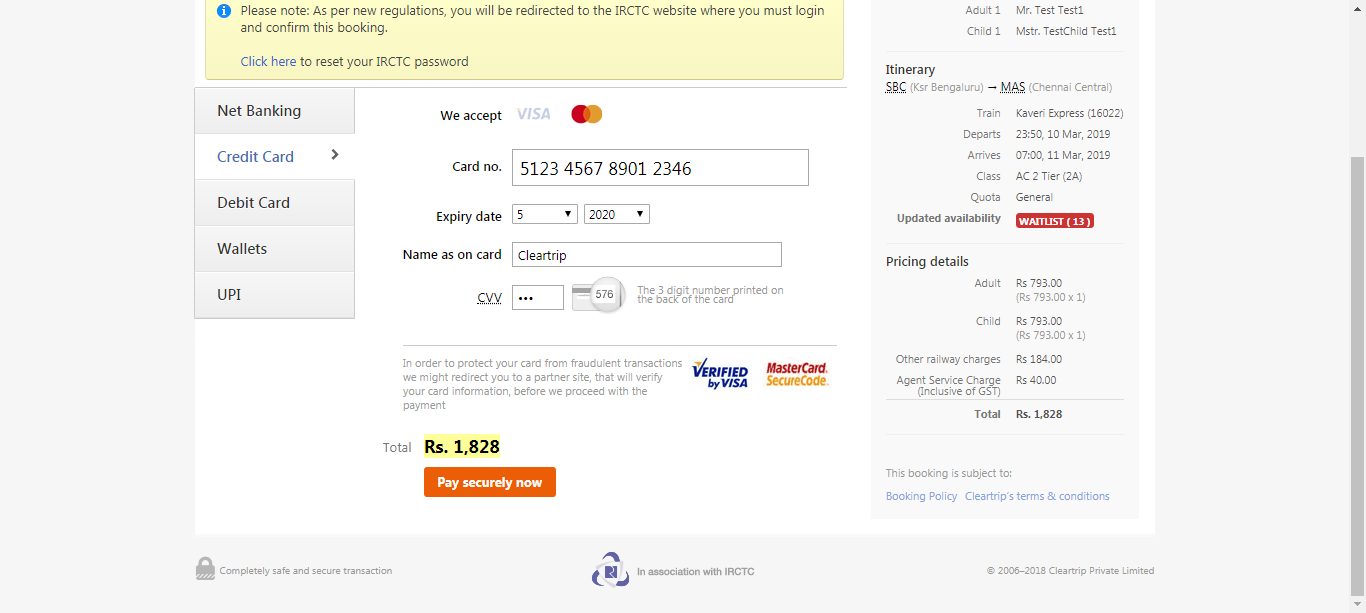 Please note: As per new regulations, you will be redirected to the IRCTC website where you must login
and confirm this booking.
Click here to reset your IRCTC password
Net Banking
Credit Card
Debit Card
Wallets
UPI
We accept VISA
Card no. 5123 4567 8901 2346
Expiry date 5 2020
Name as on card Cleartrip
CVV ••• 576 The 3 digit number printed on
the back of the card
In order to protect your card from fraudulent transactions
we might redirect you to a partner site, that will verify
your card information, before we proceed with the
payment
VERIFIED
by VISA
MasterCard.
SecureCode.
Total Rs. 1,828
Pay securely now
Adult 1 Mr. Test Test1
Child 1 Mstr. TestChild Test1
Itinerary
SBC (Ksr Bengaluru) → MAS (Chennai Central)
Train Kaveri Express (16022)
Departs 23:50, 10 Mar, 2019
Arrives 07:00, 11 Mar, 2019
Class AC 2 Tier (2A)
Quota General
Updated availability WAITLIST ( 13 )
Pricing details
Adult Rs 793.00
(Rs 793.00 x 1)
Child Rs 793.00
(Rs 793.00 x 1)
Other railway charges Rs 184.00
Agent Service Charge Rs 40.00
(Inclusive of GST)
Total Rs. 1,828
This booking is subject to:
Booking Policy Cleartrip's terms & conditions
Completely safe and secure transaction
In association with IRCTC
© 2006–2018 Cleartrip Private Limited